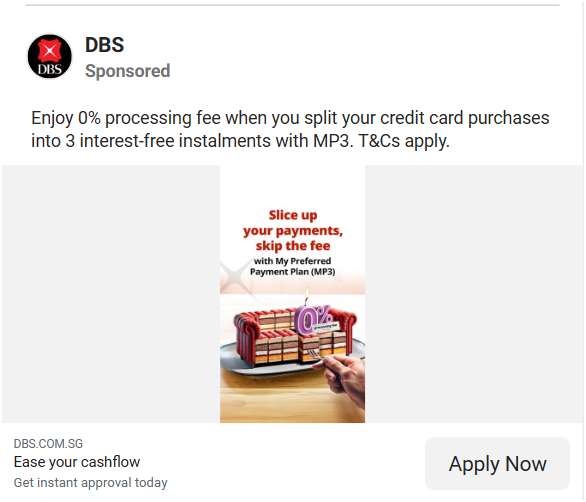 DBS
DBS
Sponsored
Enjoy 0% processing fee when you split your credit card purchases
into 3 interest-free instalments with MP3. T&Cs apply.
Slice up
your payments,
skip the fee
with My Preferred
Payment Plan (MP3)
0%
DBS.COM.SG
Ease your cashflow
Get instant approval today
Apply Now